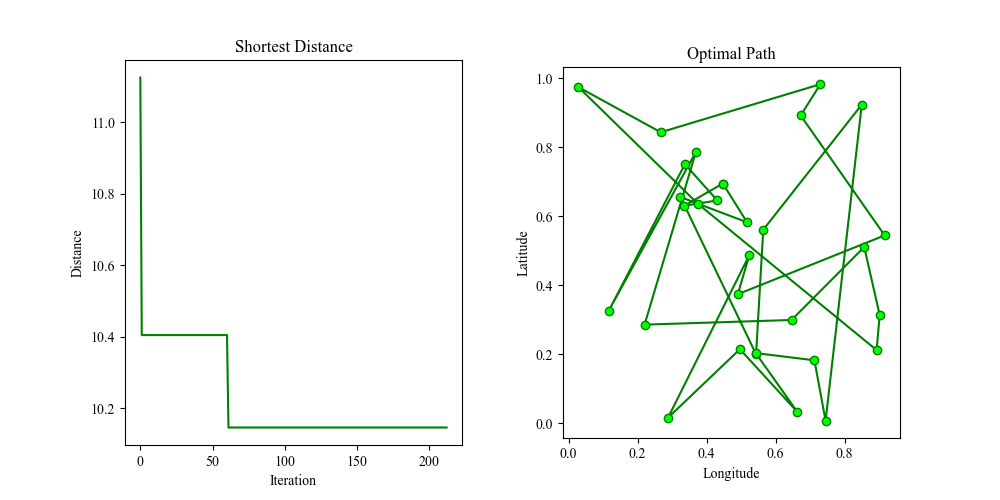 Shortest Distance
Distance
11.0
10.8
10.6
10.4
10.2
0 50 100 150 200
Iteration
Optimal Path
Latitude
1.0
0.8
0.6
0.4
0.2
0.0
0.0 0.2 0.4 0.6 0.8
Longitude